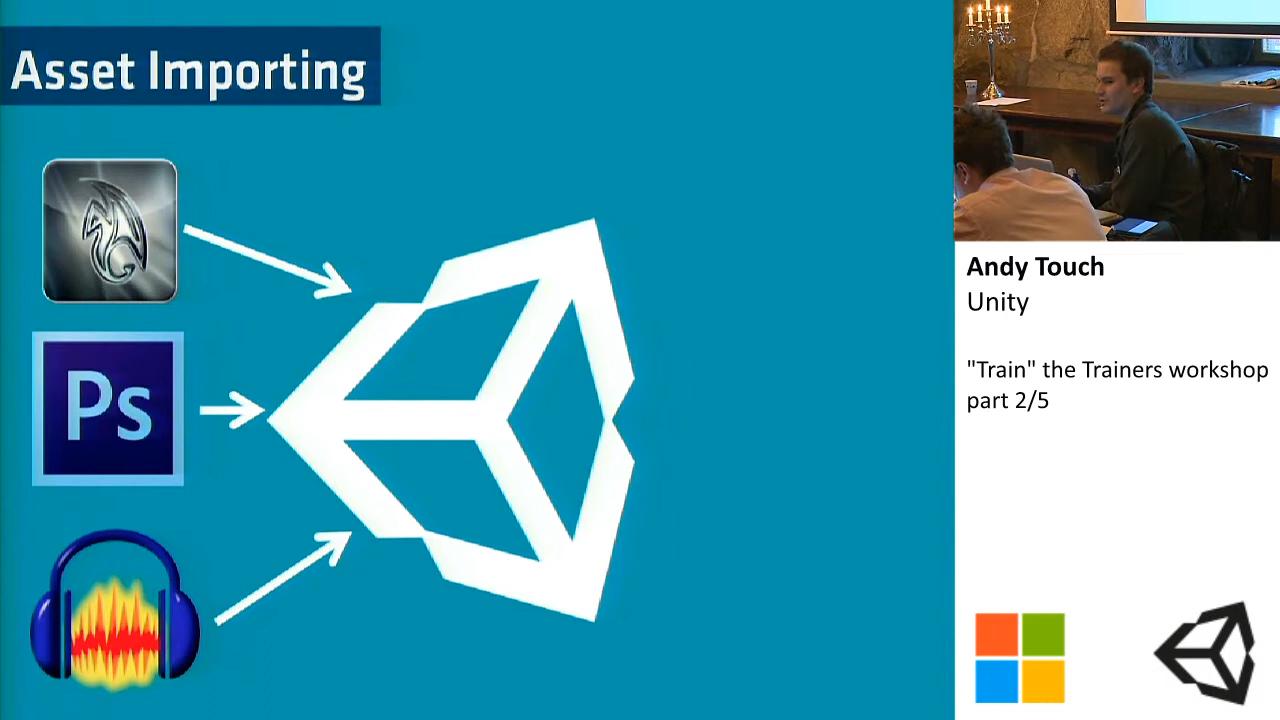 Asset Importing
Ps
Andy Touch
Unity
"Train" the Trainers workshop
part 2/5